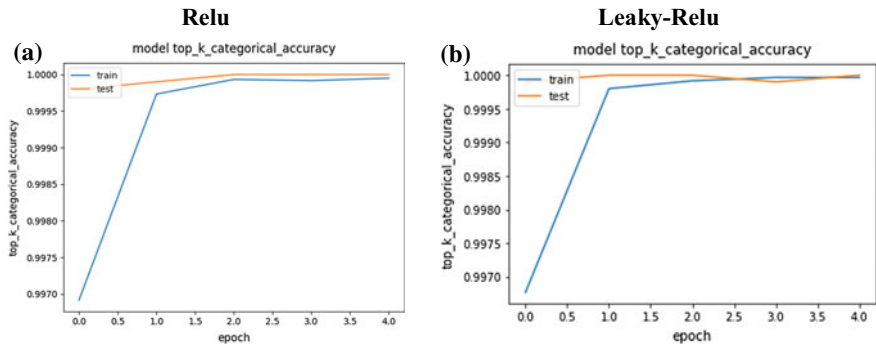 Relu
Leaky-Relu
(a)
model top_k_categorical_accuracy
train
test
1.0000
0.9995
0.9990
0.9985
0.9980
0.9975
0.9970
top_k_categorical_accuracy
0.0 0.5 1.0 1.5 2.0 2.5 3.0 3.5 4.0
epoch
(b)
model top_k_categorical_accuracy
train
test
1.0000
0.9995
0.9990
0.9985
0.9980
0.9975
0.9970
top_k_categorical_accuracy
0.0 0.5 1.0 1.5 2.0 2.5 3.0 3.5 4.0
epoch